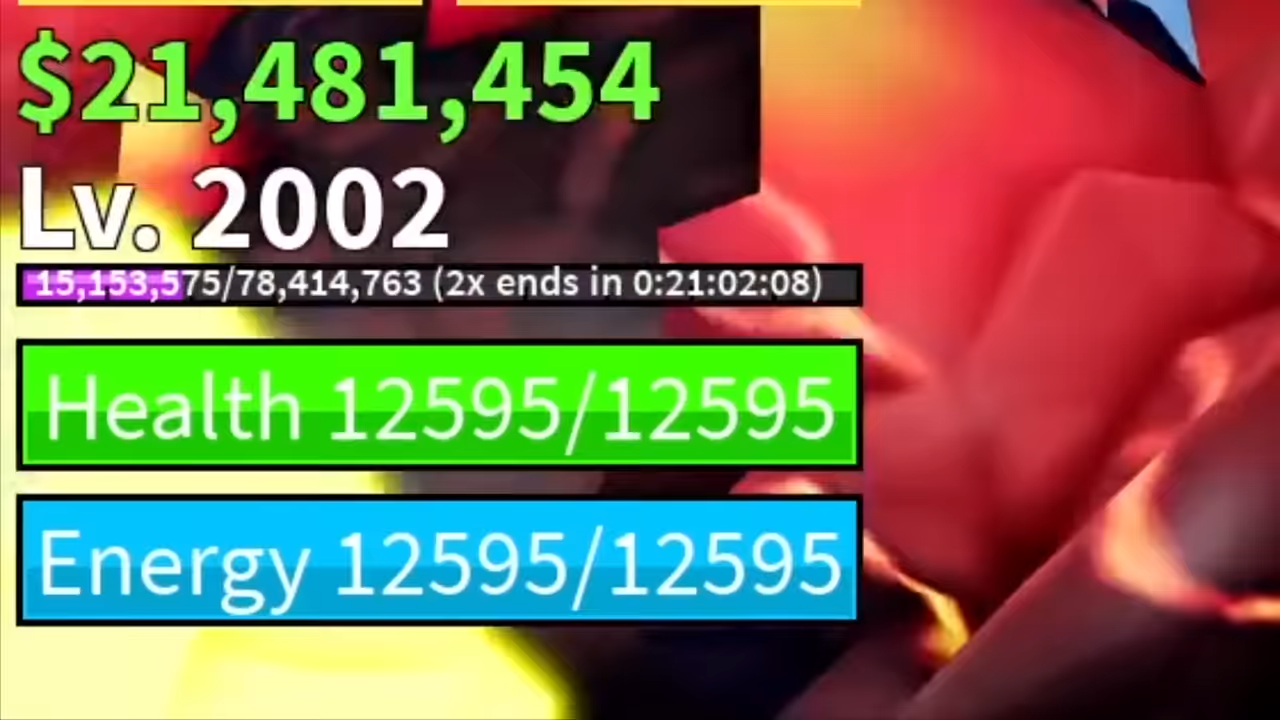 $21,481,454
Lv. 2002
15,153,575/78,414,763 (2x ends in 0:21:02:08)
Health 12595/12595
Energy 12595/12595